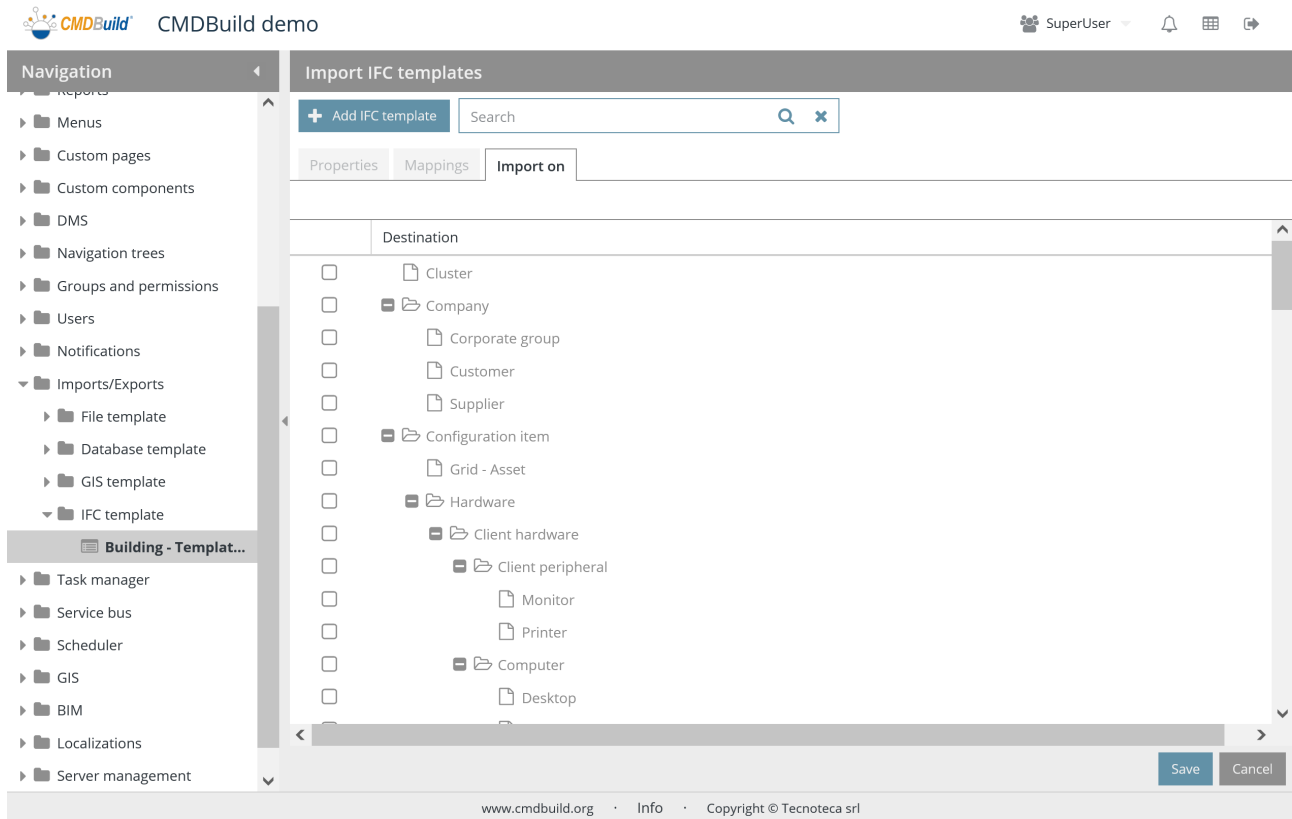 CMDBuild CMDBuild demo
SuperUser
Navigation
Reports
Menus
Custom pages
Custom components
DMS
Navigation trees
Groups and permissions
Users
Notifications
Imports/Exports
File template
Database template
GIS template
IFC template
Building - Templat...
Task manager
Service bus
Scheduler
GIS
BIM
Localizations
Server management
Import IFC templates
Add IFC template
Search
Properties Mappings Import on
Destination
Cluster
Company
Corporate group
Customer
Supplier
Configuration item
Grid - Asset
Hardware
Client hardware
Client peripheral
Monitor
Printer
Computer
Desktop
Save Cancel
www.cmdbuild.org · Info · Copyright © Tecnoteca srl